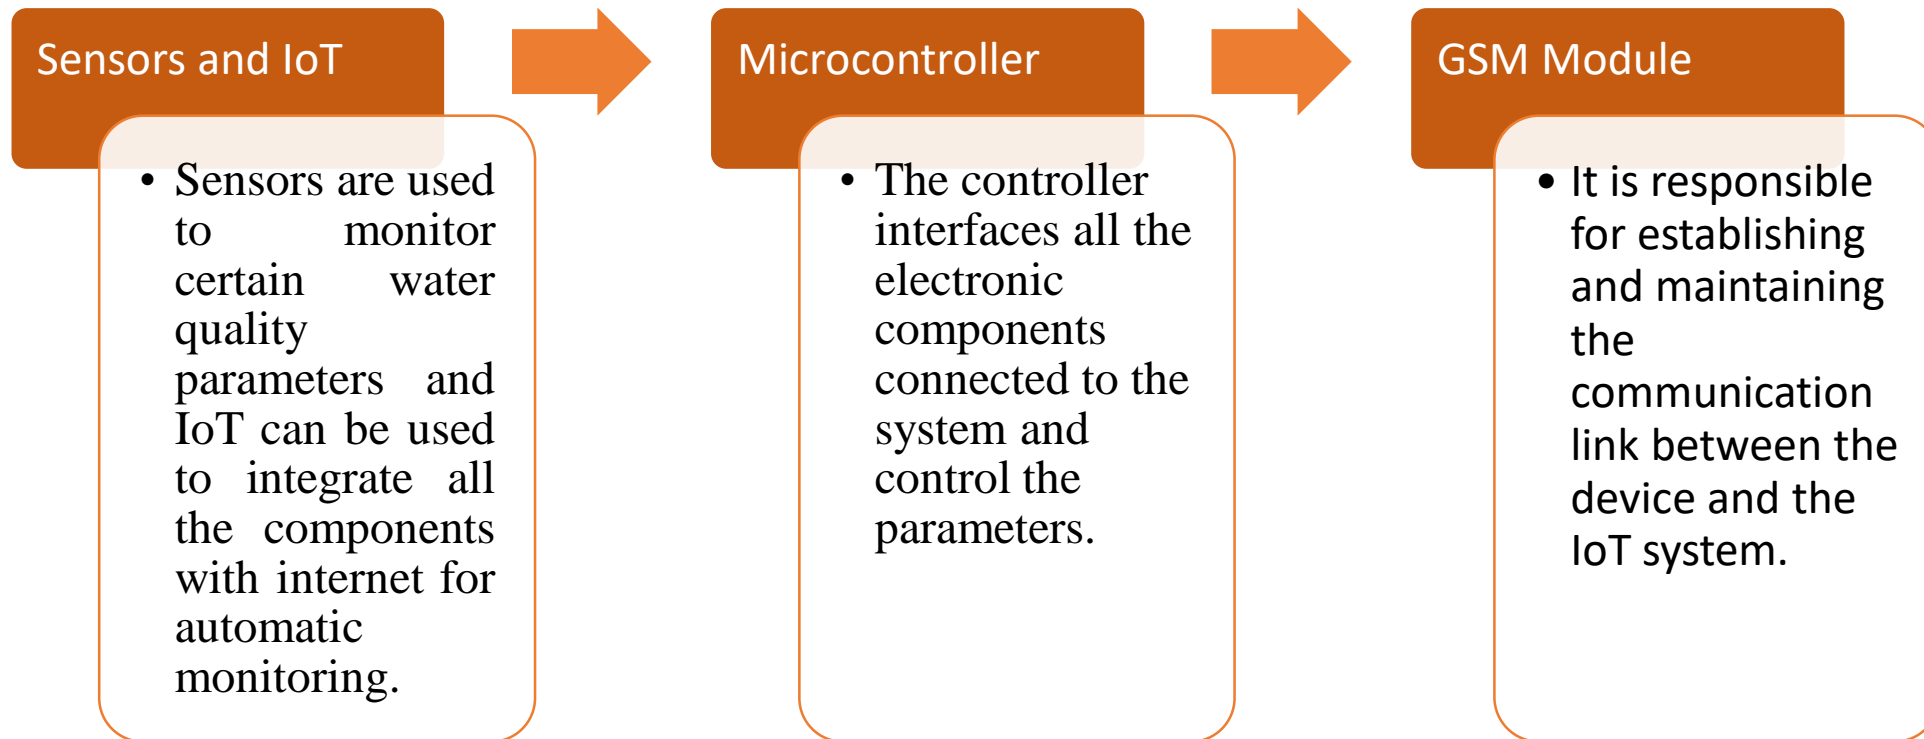 Sensors and IoT
• Sensors are used
to monitor
certain water
quality
parameters and
IoT can be used
to integrate all
the components
with internet for
automatic
monitoring.
Microcontroller
• The controller
interfaces all the
electronic
components
connected to the
system and
control the
parameters.
GSM Module
• It is responsible
for establishing
and maintaining
the
communication
link between the
device and the
IoT system.